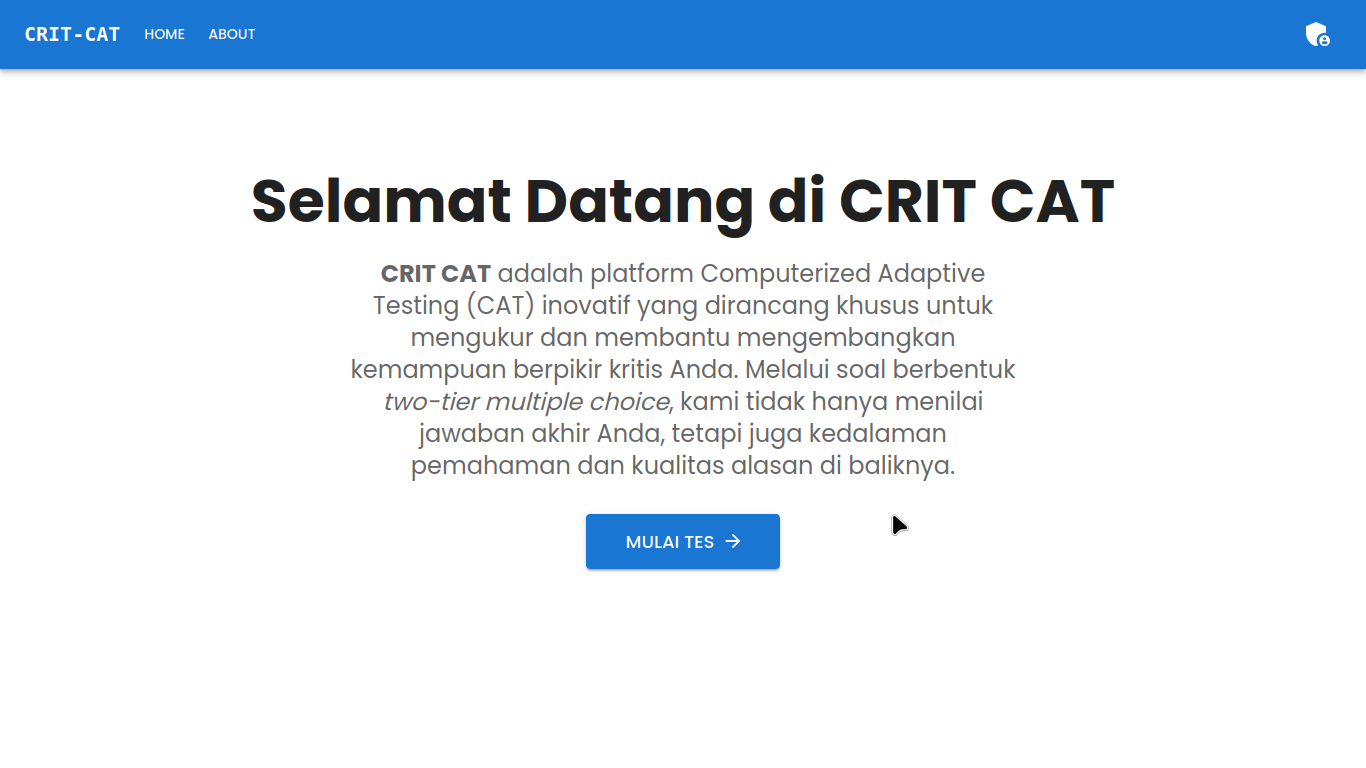 CRIT-CAT HOME ABOUT
Selamat Datang di CRIT CAT
CRIT CAT adalah platform Computerized Adaptive
Testing (CAT) inovatif yang dirancang khusus untuk
mengukur dan membantu mengembangkan
kemampuan berpikir kritis Anda. Melalui soal berbentuk
two-tier multiple choice, kami tidak hanya menilai
jawaban akhir Anda, tetapi juga kedalaman
pemahaman dan kualitas alasan di baliknya.
MULAI TES